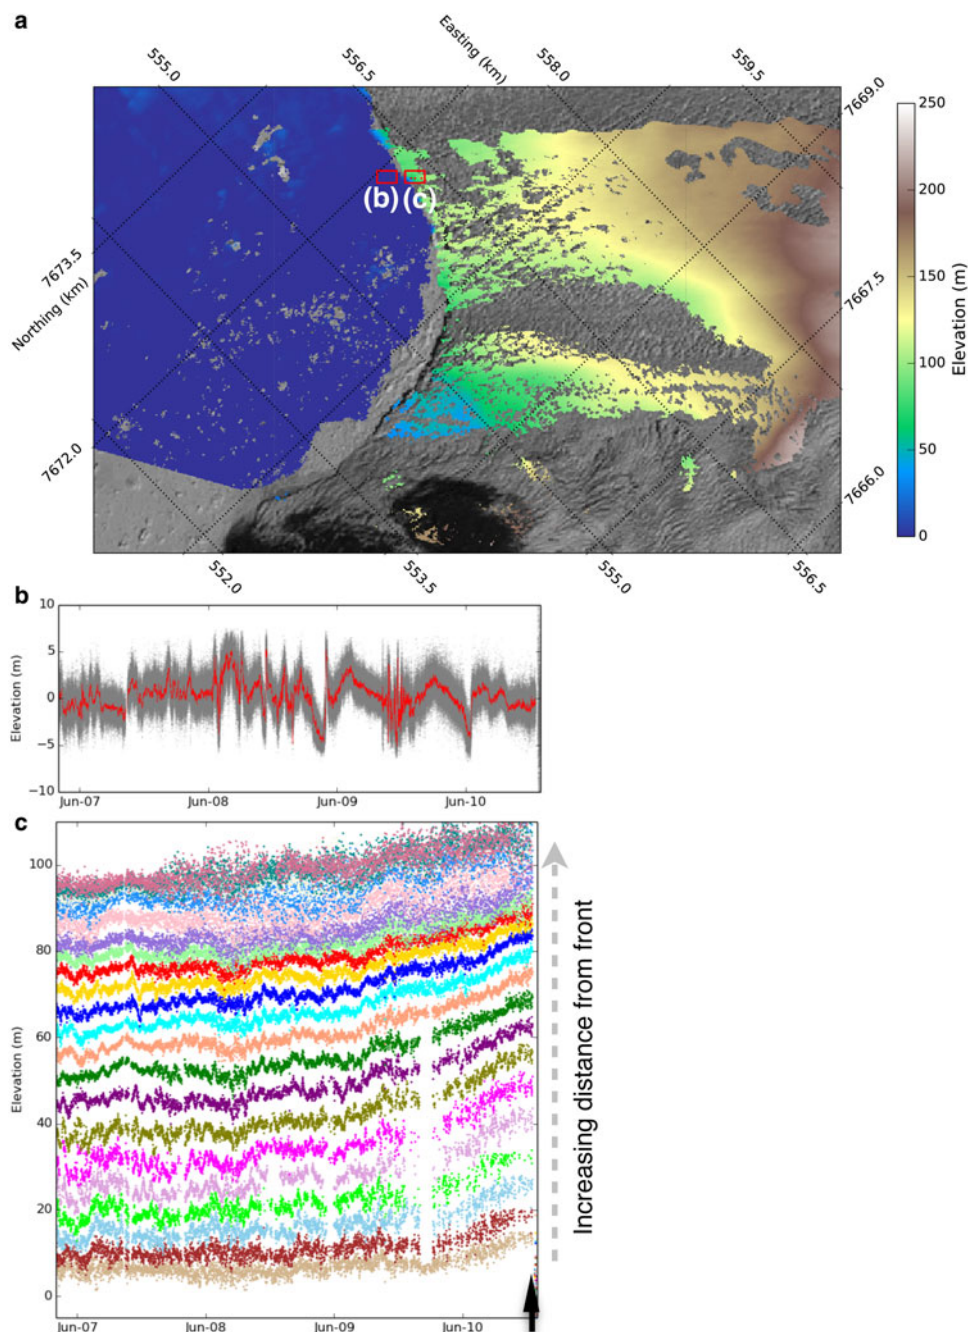 a
Easting (km)
555.0
556.5
558.0
559.5
7669.0
7667.5
7666.0
7673.5
Northing (km)
7672.0
552.0
553.5
555.0
556.5
(b) (c)
250
200
150
100
50
0
Elevation (m)
b
10
5
0
−5
−10
Elevation (m)
Jun-07 Jun-08 Jun-09 Jun-10
c
100
80
60
40
20
0
Elevation (m)
Jun-07 Jun-08 Jun-09 Jun-10
Increasing distance from front